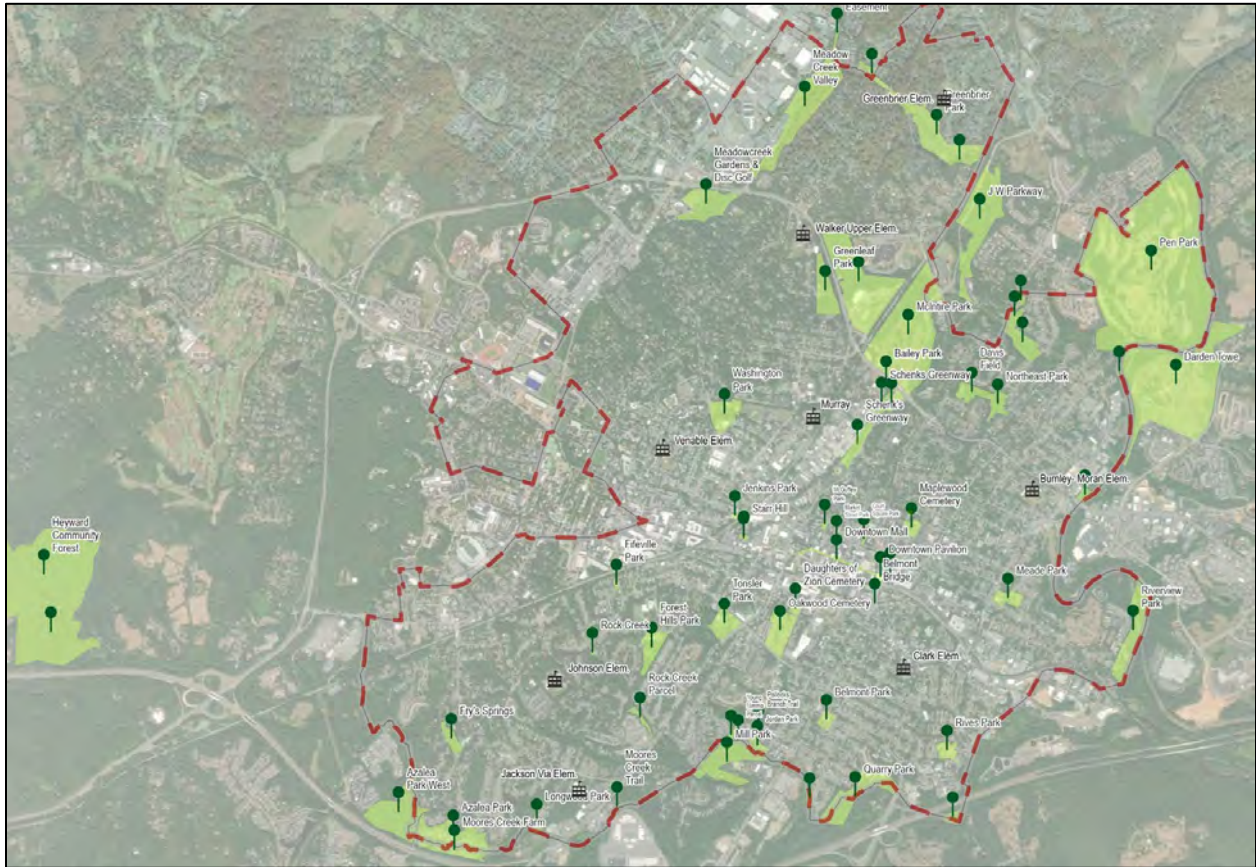 Easement
Meadow
Creek
Valley
Greenbrier Elem.
Greenbrier
Park
Meadowcreek
Gardens &
Disc Golf
J W Parkway
Walker Upper Elem.
Pen Park
Greenleaf
Park
McIntire Park
Bailey Park
Davis
Field
Darden Towe
Washington
Park
Schenks Greenway
Northeast Park
Schenk's
Greenway
Murray
Venable Elem.
Burnley- Moran Elem.
Jenkins Park
Starr Hill
Maplewood
Cemetery
Downtown Mall
Heyward
Community
Forest
Fifeville
Park
Downtown Pavilion
Belmont
Bridge
Daughters of
Zion Cemetery
Meade Park
Tonsler
Park
Oakwood Cemetery
Riverview
Park
Forest
Hills Park
Rock Creek
Johnson Elem.
Clark Elem.
Rock Creek
Parcel
Belmont Park
Fry's Springs
Jordan Park
Rives Park
Mill Park
Moores
Creek
Trail
Jackson Via Elem.
Quarry Park
Azalea
Park West
Longwood Park
Azalea Park
Moores Creek Farm